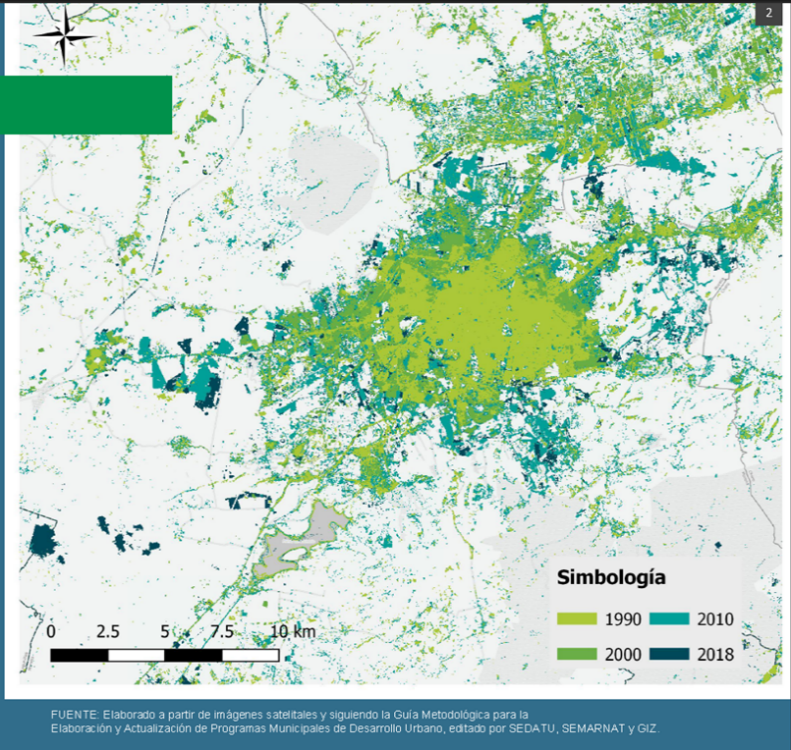 2
Simbología
1990 2010
2000 2018
0 2.5 5 7.5 10 km
FUENTE: Elaborado a partir de imágenes satelitales y siguiendo la Guía Metodológica para la
Elaboración y Actualización de Programas Municipales de Desarrollo Urbano, editado por SEDATU, SEMARNAT y GIZ.